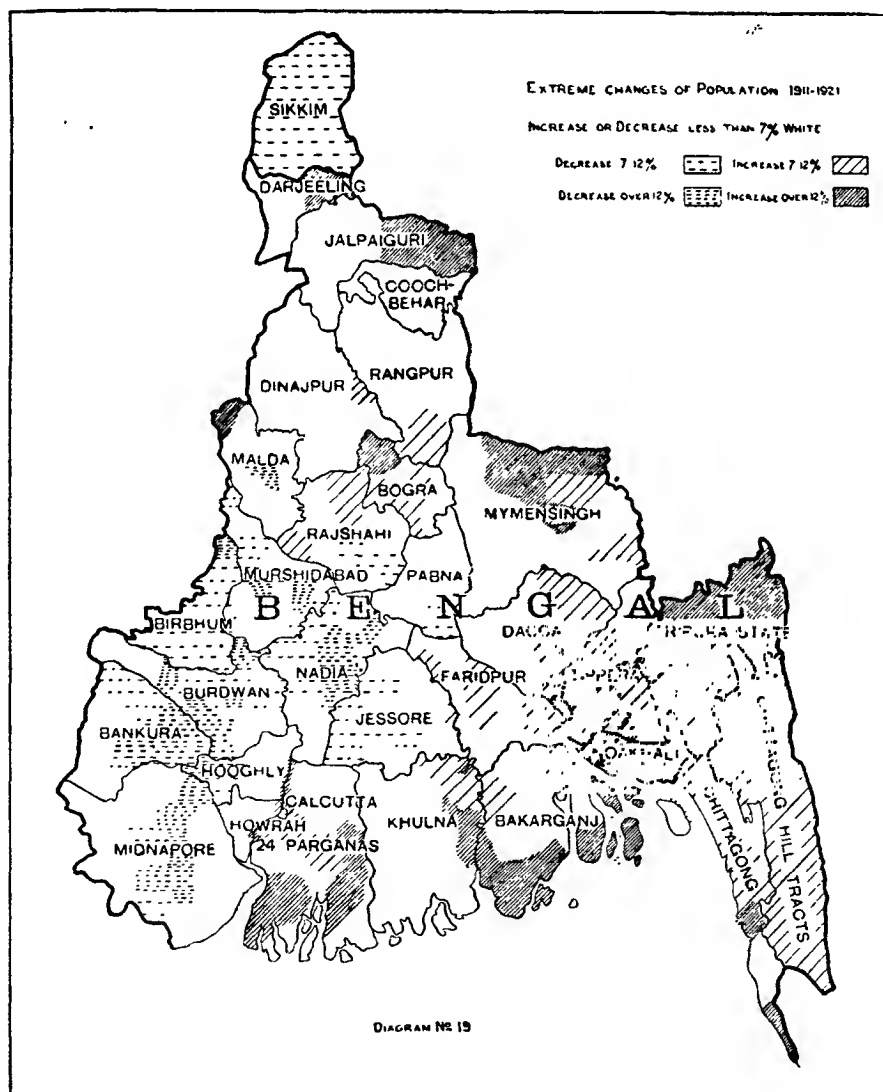 EXTREME CHANGES OF POPULATION 1911-1921
INCREASE OR DECREASE LESS THAN 7% WHITE
DECREASE 7 12% INCREASE 7 12%
DECREASE OVER 12% INCREASE OVER 12%
SIKKIM
DARJEELING
JALPAIGURI
COOCH-
BEHAR
DINAJPUR
RANGPUR
MALDA
BOGRA
MYMENSINGH
RAJSHAHI
MURSHIDABAD
PABNA
BENGAL
BIRBHUM
DACCA
STATE
NADIA
FARIDPUR
BURDWAN
JESSORE
BANKURA
HOOGHLY
CALCUTTA
HOWRAH
24 PARGANAS
KHULNA
BAKARGANJ
MIDNAPORE
CHITTAGONG
HILL TRACTS
DIAGRAM No 19